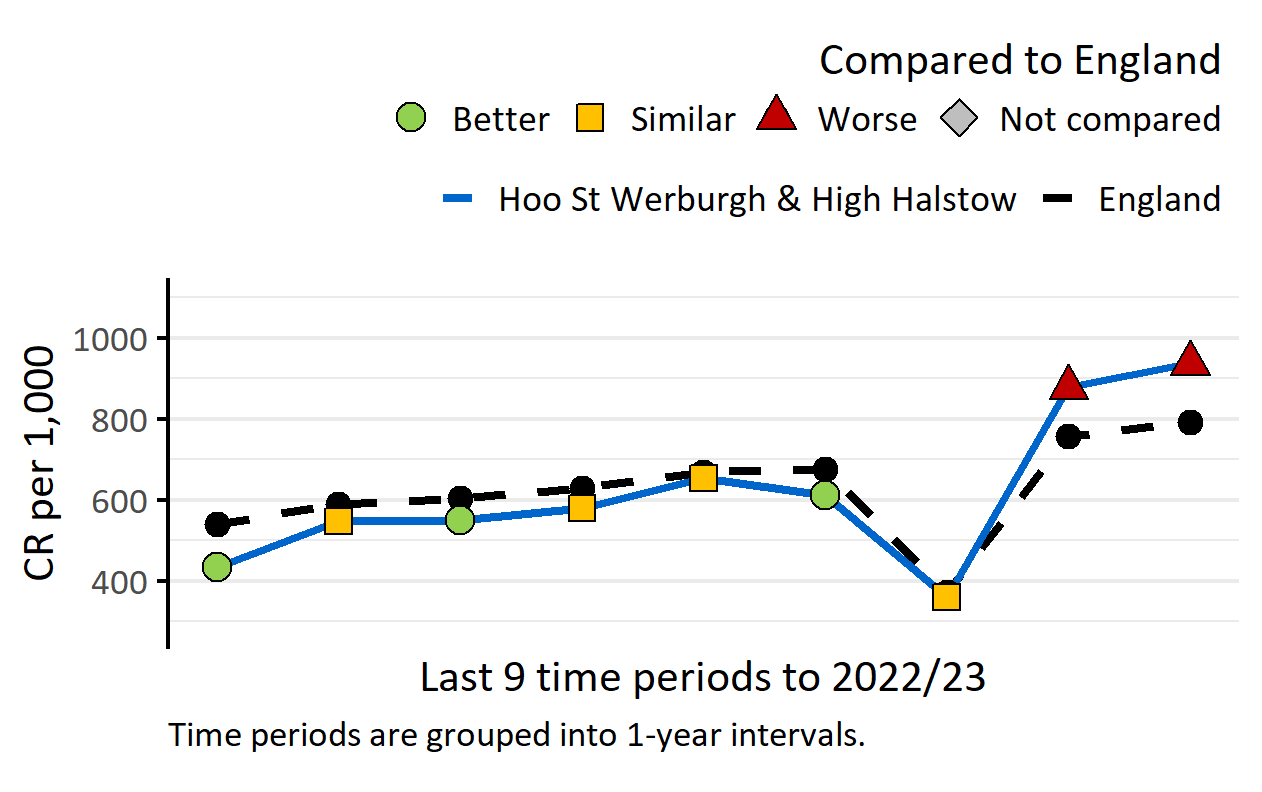 Compared to England
Better Similar Worse Not compared
Hoo St Werburgh & High Halstow England
CR per 1,000
1000
800
600
400
Last 9 time periods to 2022/23
Time periods are grouped into 1-year intervals.